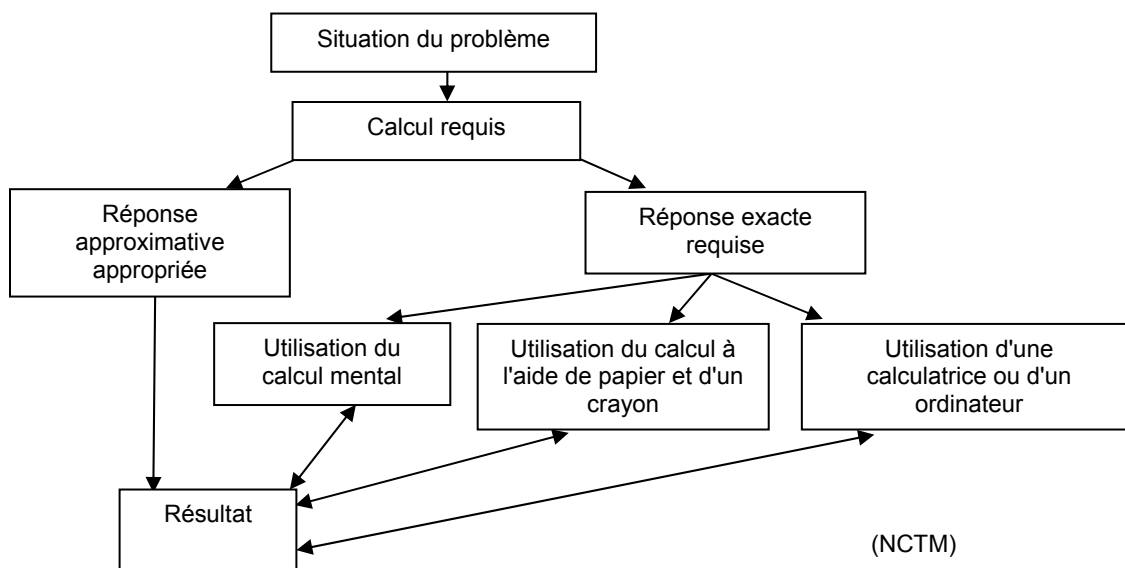 Situation du problème
Calcul requis
Réponse
approximative
appropriée
Réponse exacte
requise
Utilisation du
calcul mental
Utilisation du calcul à
l'aide de papier et d'un
crayon
Utilisation d'une
calculatrice ou d'un
ordinateur
Résultat
(NCTM)